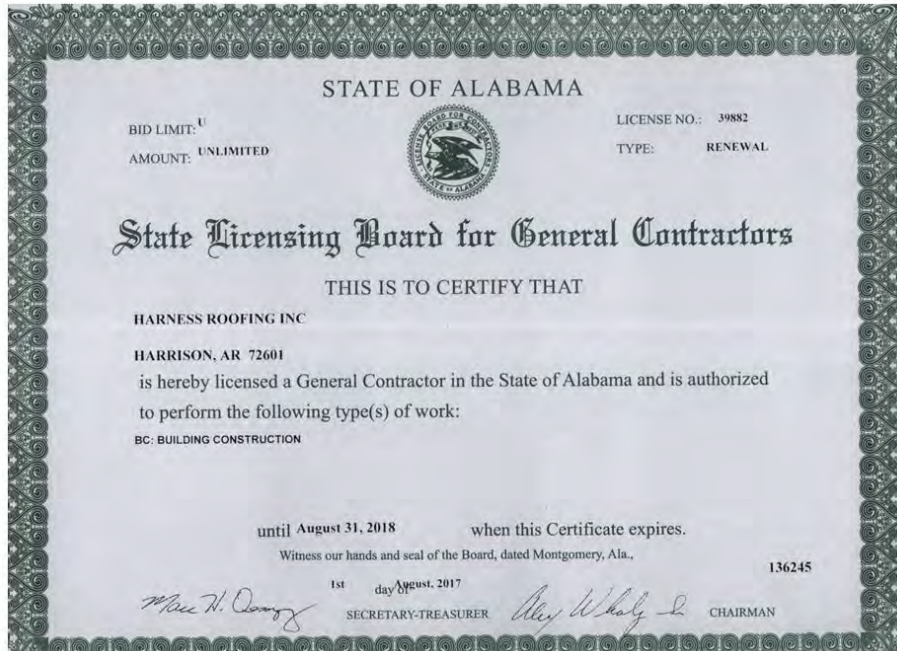 STATE OF ALABAMA
BID LIMIT: U
AMOUNT: UNLIMITED
LICENSE NO.: 39882
TYPE: RENEWAL
State Licensing Board for General Contractors
THIS IS TO CERTIFY THAT
HARNESS ROOFING INC
HARRISON, AR 72601
is hereby licensed a General Contractor in the State of Alabama and is authorized
to perform the following type(s) of work:
BC: BUILDING CONSTRUCTION
until August 31, 2018 when this Certificate expires.
Witness our hands and seal of the Board, dated Montgomery, Ala.,
136245
1st day of August, 2017
SECRETARY-TREASURER
CHAIRMAN